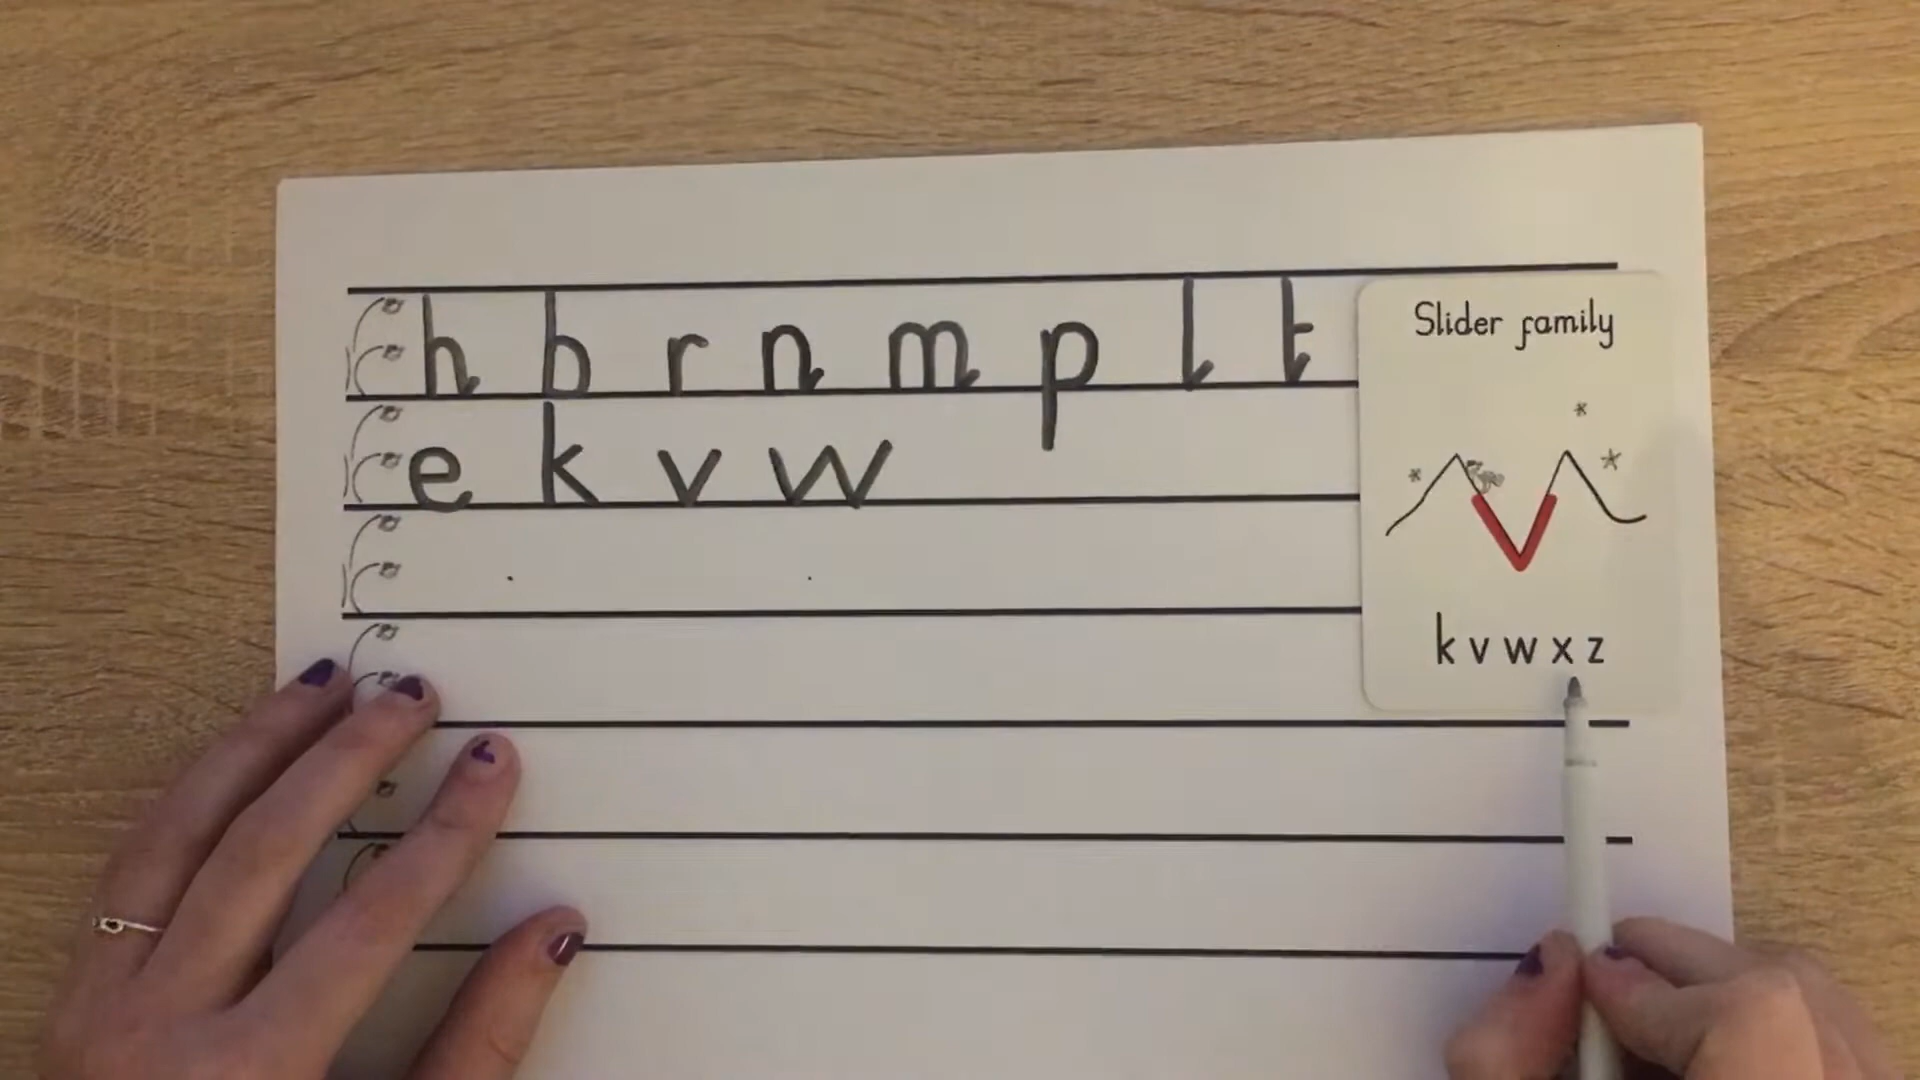 h b r n m p l t
e k v w
Slider family
k v w x z